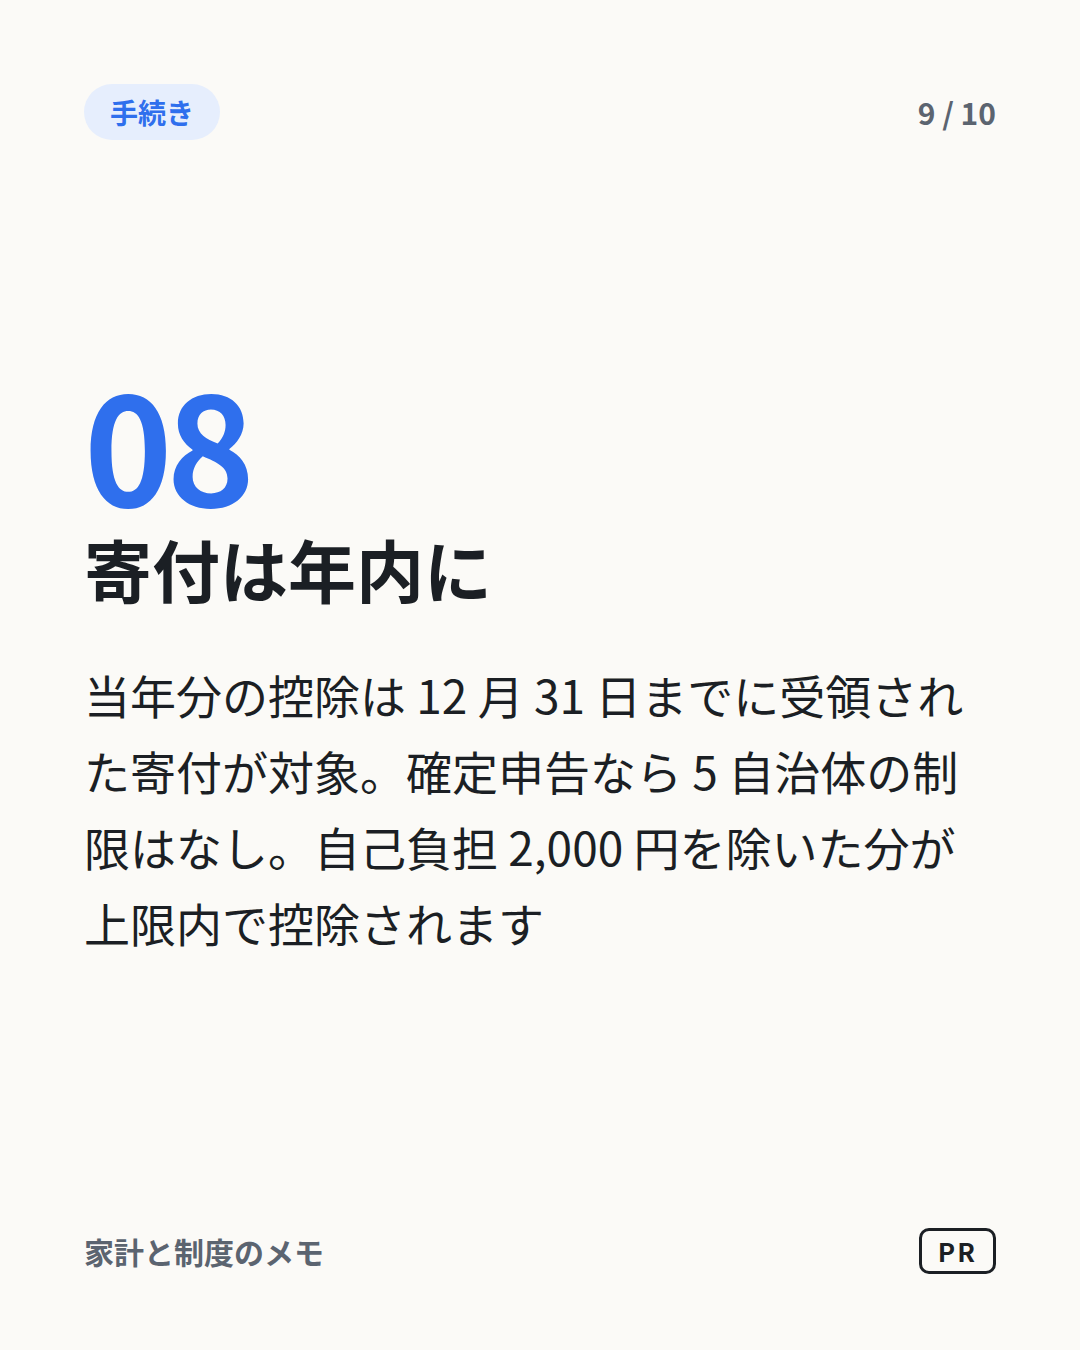 手続き
9 / 10
08
寄付は年内に
当年分の控除は 12 月 31 日までに受領され
た寄付が対象。確定申告なら 5 自治体の制
限はなし。自己負担 2,000 円を除いた分が
上限内で控除されます
家計と制度のメモ
PR